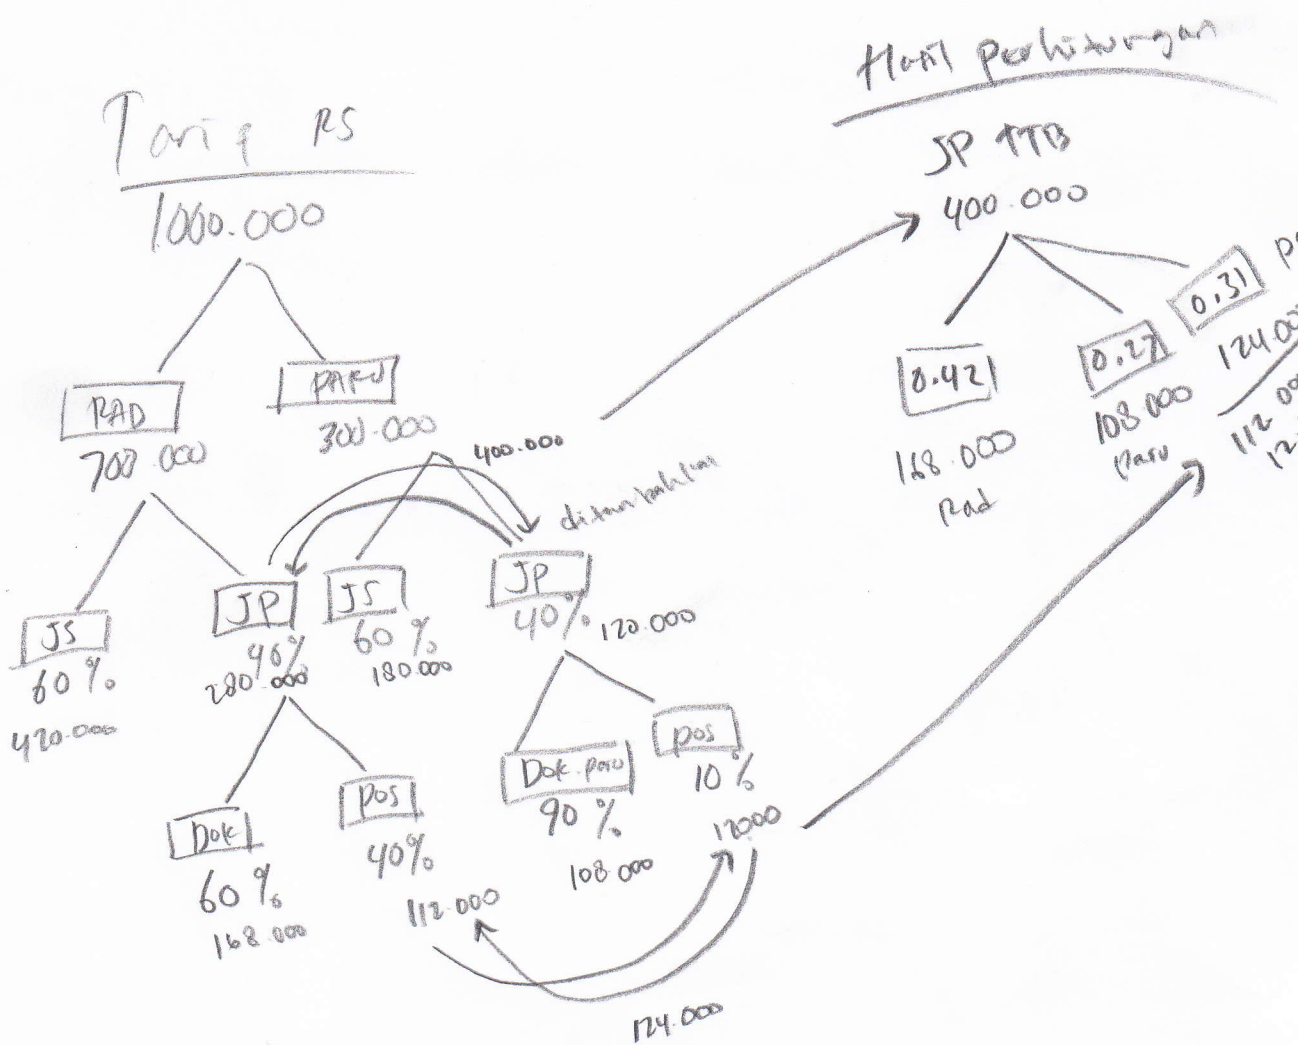 Tarif RS
1000.000
RAD
700.000
PARU
300.000
JS
60%
420.000
JP
40%
280.000
JS
60%
180.000
400.000
ditambahkan
JP
40%
120.000
Dok
60%
168.000
pos
40%
112.000
Dok. paru
90%
108.000
pos
10%
12000
124.000
Hasil perhitungan
JP TTB
400.000
0.42
168.000
Rad
0.27
108.000
paru
0.31